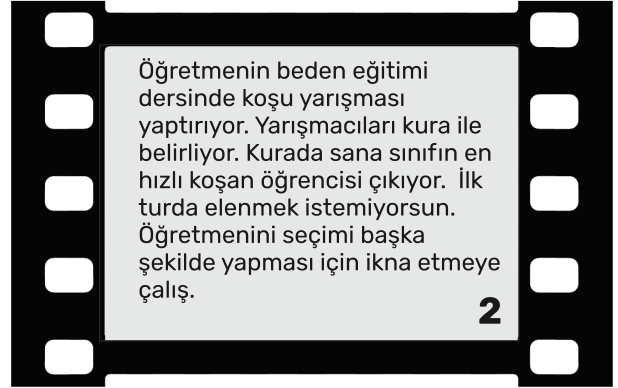 Öğretmenin beden eğitimi
dersinde koşu yarışması
yaptırıyor. Yarışmacıları kura ile
belirliyor. Kurada sana sınıfın en
hızlı koşan öğrencisi çıkıyor.  İlk
turda elenmek istemiyorsun.
Öğretmenini seçimi başka
şekilde yapması için ikna etmeye
çalış.
2